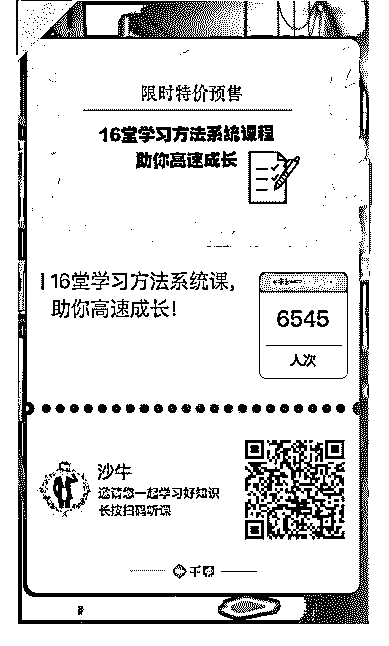 限时特价预售
16堂学习方法系统课程
助你高速成长
16堂学习方法系统课，
助你高速成长！
6545
人次
沙牛
邀请您一起学习好知识
长按扫码听课
千聊